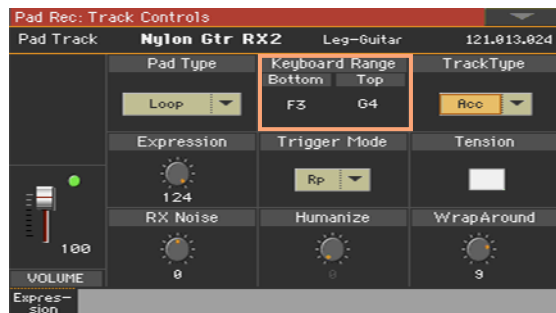 Pad Rec: Track Controls
Pad Track Nylon Gtr RX2 Leg-Guitar 121.013.024
Pad Type Keyboard Range TrackType
Bottom Top
Loop F3 G4 Acc
Expression Trigger Mode Tension
Rp
124
RX Noise Humanize WrapAround
100
0 0 9
VOLUME
Expres-
sion